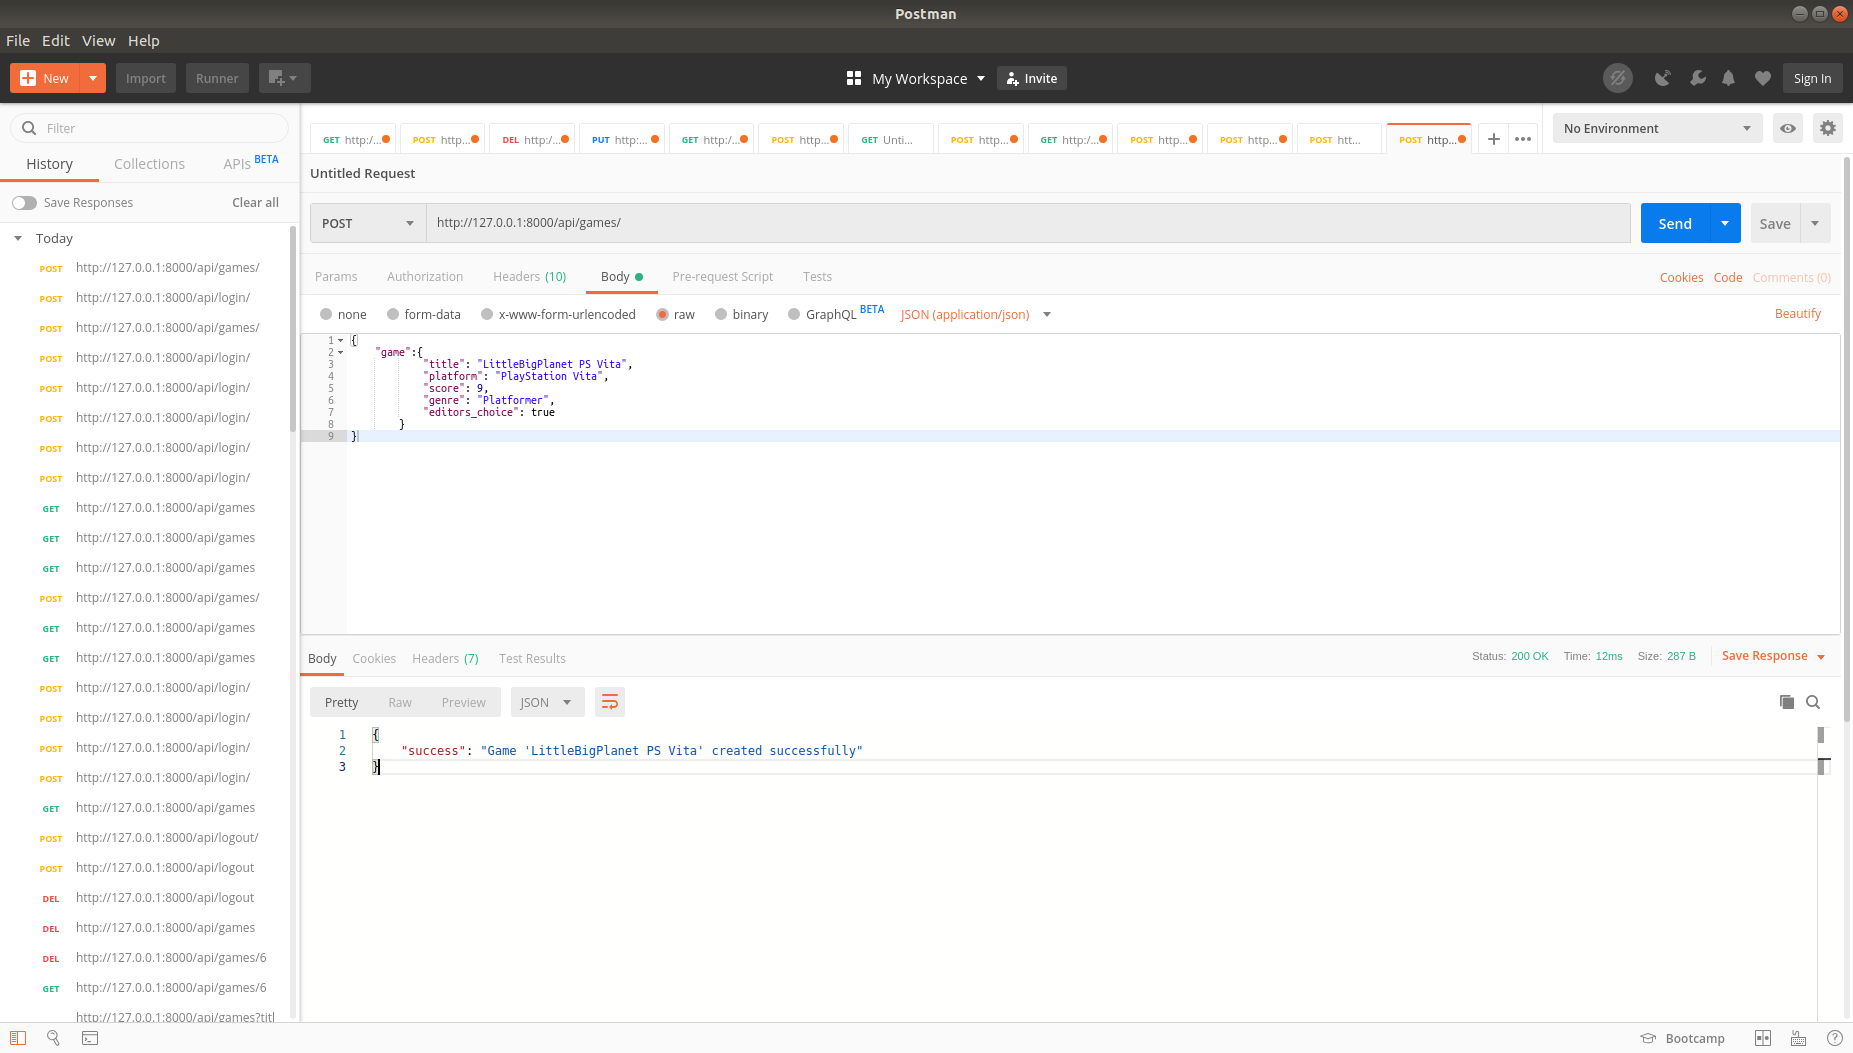 Postman
File Edit View Help
New Import Runner My Workspace Invite Sign In
Filter
History Collections APIs BETA
Save Responses Clear all
Today
POST http://127.0.0.1:8000/api/games/
POST http://127.0.0.1:8000/api/login/
POST http://127.0.0.1:8000/api/games/
POST http://127.0.0.1:8000/api/login/
POST http://127.0.0.1:8000/api/login/
POST http://127.0.0.1:8000/api/login/
POST http://127.0.0.1:8000/api/login/
POST http://127.0.0.1:8000/api/login/
GET http://127.0.0.1:8000/api/games
GET http://127.0.0.1:8000/api/games
GET http://127.0.0.1:8000/api/games
POST http://127.0.0.1:8000/api/games/
GET http://127.0.0.1:8000/api/games
GET http://127.0.0.1:8000/api/games
POST http://127.0.0.1:8000/api/login/
POST http://127.0.0.1:8000/api/login/
POST http://127.0.0.1:8000/api/login/
POST http://127.0.0.1:8000/api/login/
GET http://127.0.0.1:8000/api/games
POST http://127.0.0.1:8000/api/logout/
POST http://127.0.0.1:8000/api/logout
DEL http://127.0.0.1:8000/api/logout
DEL http://127.0.0.1:8000/api/games
DEL http://127.0.0.1:8000/api/games/6
GET http://127.0.0.1:8000/api/games/6
http://127.0.0.1:8000/api/games?titl
GET http:/... POST http... DEL http:/... PUT http:... GET http:/... POST http... GET Unti... POST http... GET http:/... POST http... POST http... POST htt... POST http... No Environment
Untitled Request
POST http://127.0.0.1:8000/api/games/ Send Save
Params Authorization Headers (10) Body Pre-request Script Tests Cookies Code Comments (0)
none form-data x-www-form-urlencoded raw binary GraphQL BETA JSON (application/json) Beautify
1 {
2 "game":{
3 "title": "LittleBigPlanet PS Vita",
4 "platform": "PlayStation Vita",
5 "score": 9,
6 "genre": "Platformer",
7 "editors_choice": true
8 }
9 }
Body Cookies Headers (7) Test Results Status: 200 OK Time: 12ms Size: 287 B Save Response
Pretty Raw Preview JSON
1 {
2 "success": "Game 'LittleBigPlanet PS Vita' created successfully"
3 }
Bootcamp